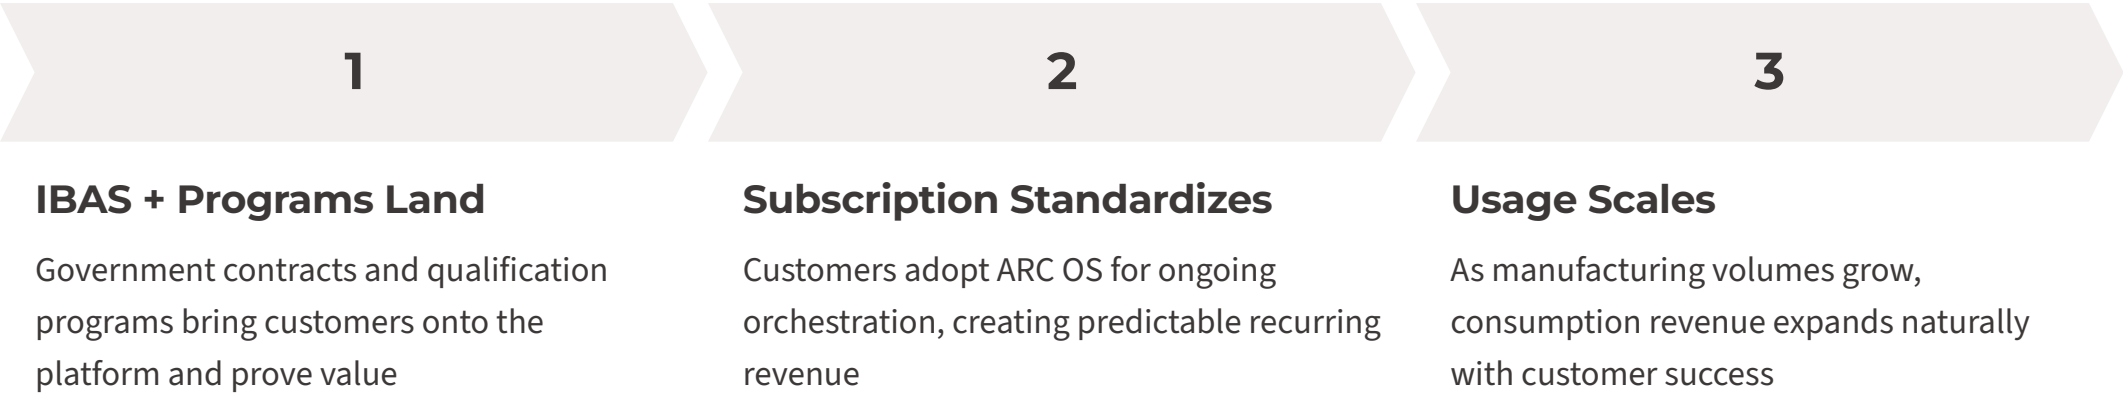 1
IBAS + Programs Land
Government contracts and qualification
programs bring customers onto the
platform and prove value
2
Subscription Standardizes
Customers adopt ARC OS for ongoing
orchestration, creating predictable recurring
revenue
3
Usage Scales
As manufacturing volumes grow,
consumption revenue expands naturally
with customer success